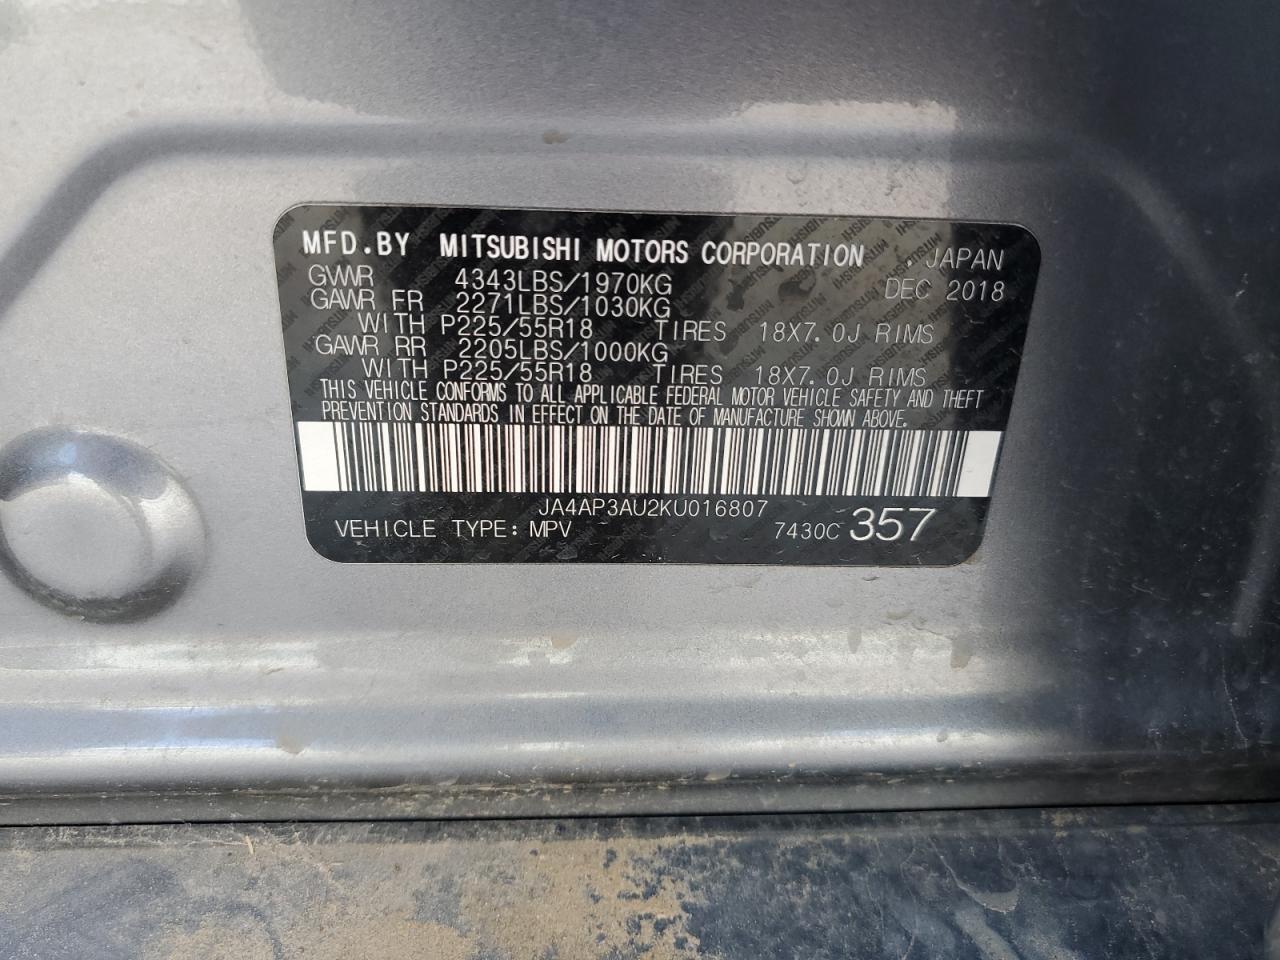 MFD.BY MITSUBISHI MOTORS CORPORATION , JAPAN
GVWR 4343LBS/1970KG DEC 2018
GAWR FR 2271LBS/1030KG
WITH P225/55R18 TIRES 18X7.0J RIMS
GAWR RR 2205LBS/1000KG
WITH P225/55R18 TIRES 18X7.0J RIMS
THIS VEHICLE CONFORMS TO ALL APPLICABLE FEDERAL MOTOR VEHICLE SAFETY AND THEFT
PREVENTION STANDARDS IN EFFECT ON THE DATE OF MANUFACTURE SHOWN ABOVE.
JA4AP3AU2KU016807
VEHICLE TYPE: MPV 7430C 357